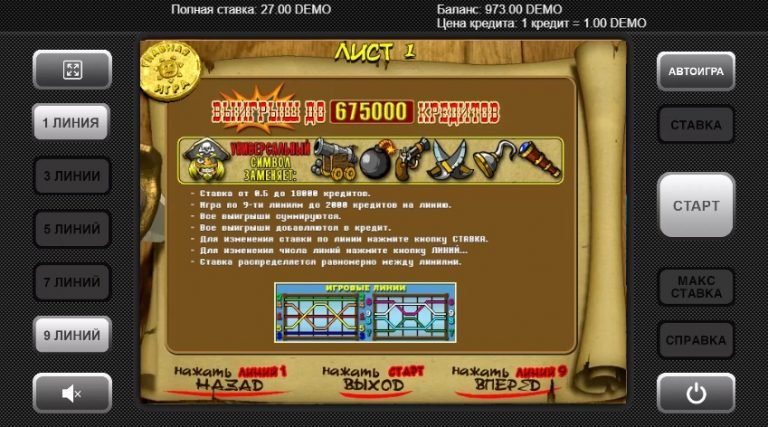 Полная ставка: 27.00 DEMO
Баланс: 973.00 DEMO
Цена кредита: 1 кредит = 1.00 DEMO
ГЛАВНАЯ ИГРА
ЛИСТ 1
АВТОИГРА
ВЫИГРЫШ ДО 675000 КРЕДИТОВ
1 ЛИНИЯ
СТАВКА
УНИВЕРСАЛЬНЫЙ
СИМВОЛ
ЗАМЕНЯЕТ:
3 ЛИНИИ
- Ставка от 0.5 до 18000 кредитов.
- Игра по 9-ти линиям до 2000 кредитов на линию.
- Все выигрыши суммируются.
- Все выигрыши добавляются в кредит.
- Для изменения ставки по линии нажмите кнопку СТАВКА.
- Для изменения числа линий нажмите кнопку ЛИНИЙ...
- Ставка распределяется равномерно между линиями.
СТАРТ
5 ЛИНИЙ
7 ЛИНИЙ
МАКС
СТАВКА
ИГРОВЫЕ ЛИНИИ
9 ЛИНИЙ
СПРАВКА
нажать ЛИНИЙ 1
НАЗАД
нажать СТАРТ
ВЫХОД
нажать ЛИНИЙ 9
ВПЕРЕД